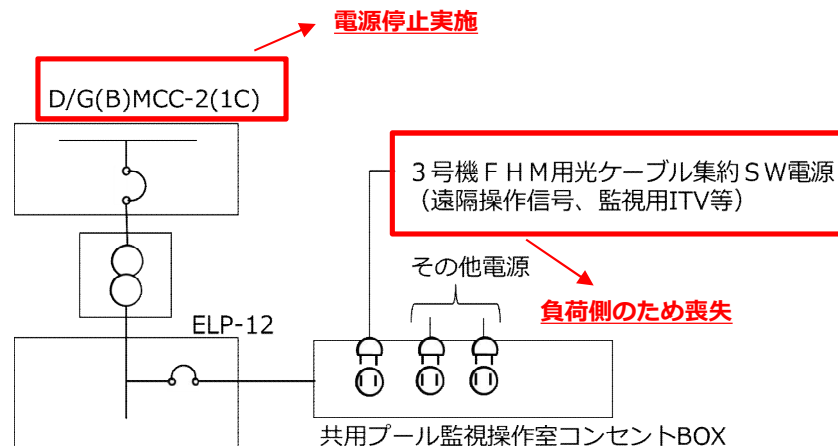 電源停止実施
D/G(B)MCC-2(1C)
3号機ＦＨＭ用光ケーブル集約ＳＷ電源
（遠隔操作信号、監視用ITV等）
その他電源
負荷側のため喪失
ELP-12
共用プール監視操作室コンセントBOX